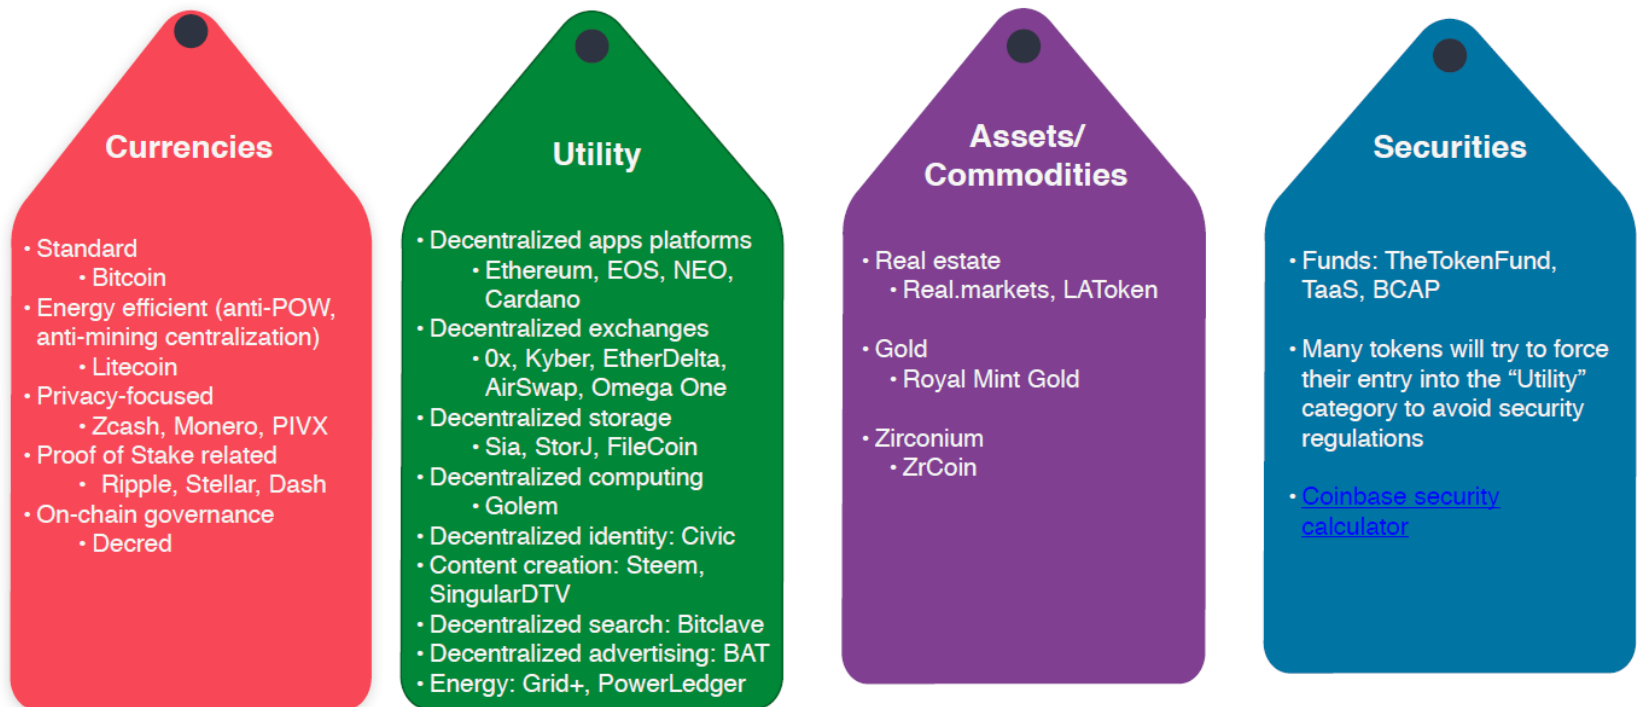 Currencies
• Standard
• Bitcoin
• Energy efficient (anti-POW,
anti-mining centralization)
• Litecoin
• Privacy-focused
• Zcash, Monero, PIVX
• Proof of Stake related
• Ripple, Stellar, Dash
• On-chain governance
• Decred
Utility
• Decentralized apps platforms
• Ethereum, EOS, NEO,
Cardano
• Decentralized exchanges
• 0x, Kyber, EtherDelta,
AirSwap, Omega One
• Decentralized storage
• Sia, StorJ, FileCoin
• Decentralized computing
• Golem
• Decentralized identity: Civic
• Content creation: Steem,
SingularDTV
• Decentralized search: Bitclave
• Decentralized advertising: BAT
• Energy: Grid+, PowerLedger
Assets/
Commodities
• Real estate
• Real.markets, LAToken
• Gold
• Royal Mint Gold
• Zirconium
• ZrCoin
Securities
• Funds: TheTokenFund,
TaaS, BCAP
• Many tokens will try to force
their entry into the “Utility”
category to avoid security
regulations
• Coinbase security
calculator